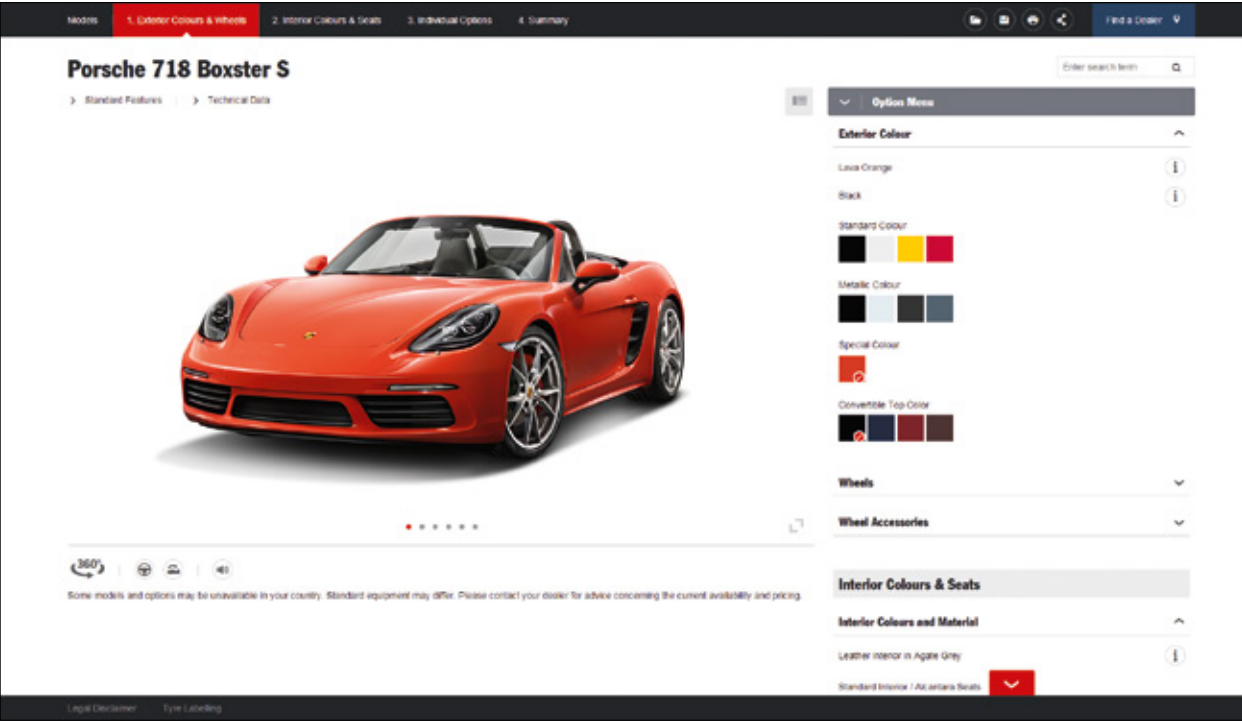 Models
1. Exterior Colours & Wheels
2. Interior Colours & Seats
3. Individual Options
4. Summary
Find a Dealer
Porsche 718 Boxster S
Enter search term
Standard Features
Technical Data
Option Menu
Exterior Colour
Lava Orange
i
Black
i
Standard Colour
Metallic Colour
Special Colour
Convertible Top Color
Wheels
Wheel Accessories
360°
Some models and options may be unavailable in your country. Standard equipment may differ. Please contact your dealer for advice concerning the current availability and pricing.
Interior Colours & Seats
Interior Colours and Material
Leather interior in Agate Grey
i
Standard Interior / Alcantara Seats
Legal Disclaimer
Tyre Labelling